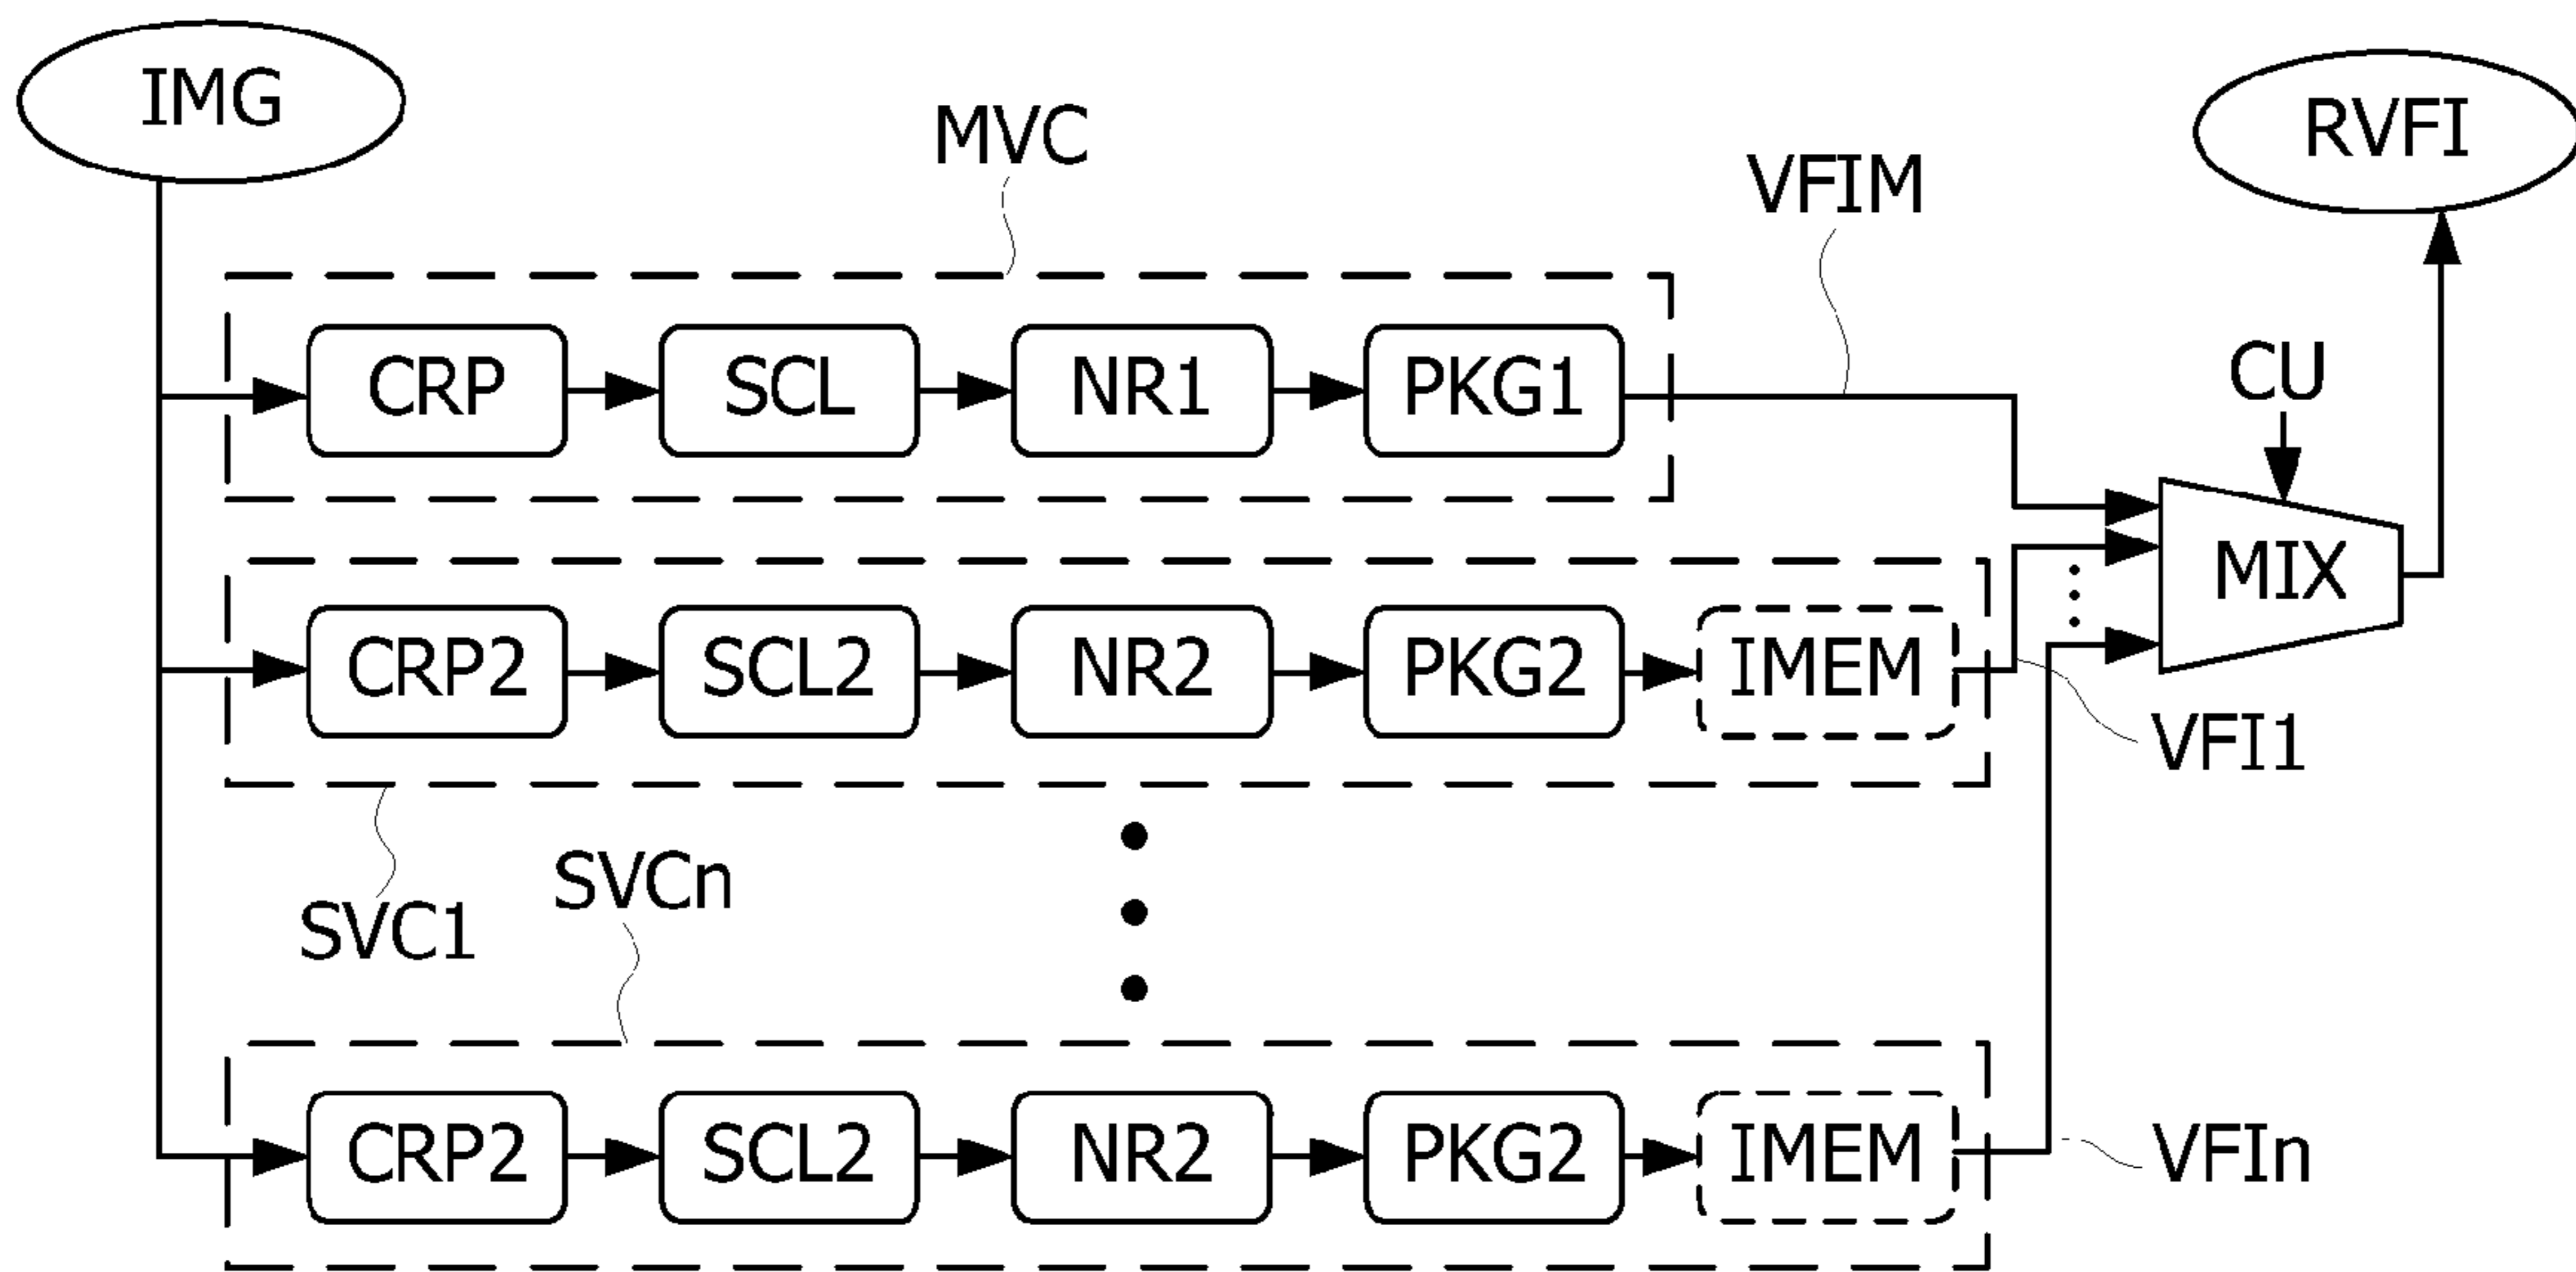 IMG
RVFI
MVC
VFIM
CRP
SCL
NR1
PKG1
CU
MIX
CRP2
SCL2
NR2
PKG2
IMEM
VFI1
SVC1
SVCn
CRP2
SCL2
NR2
PKG2
IMEM
VFIn